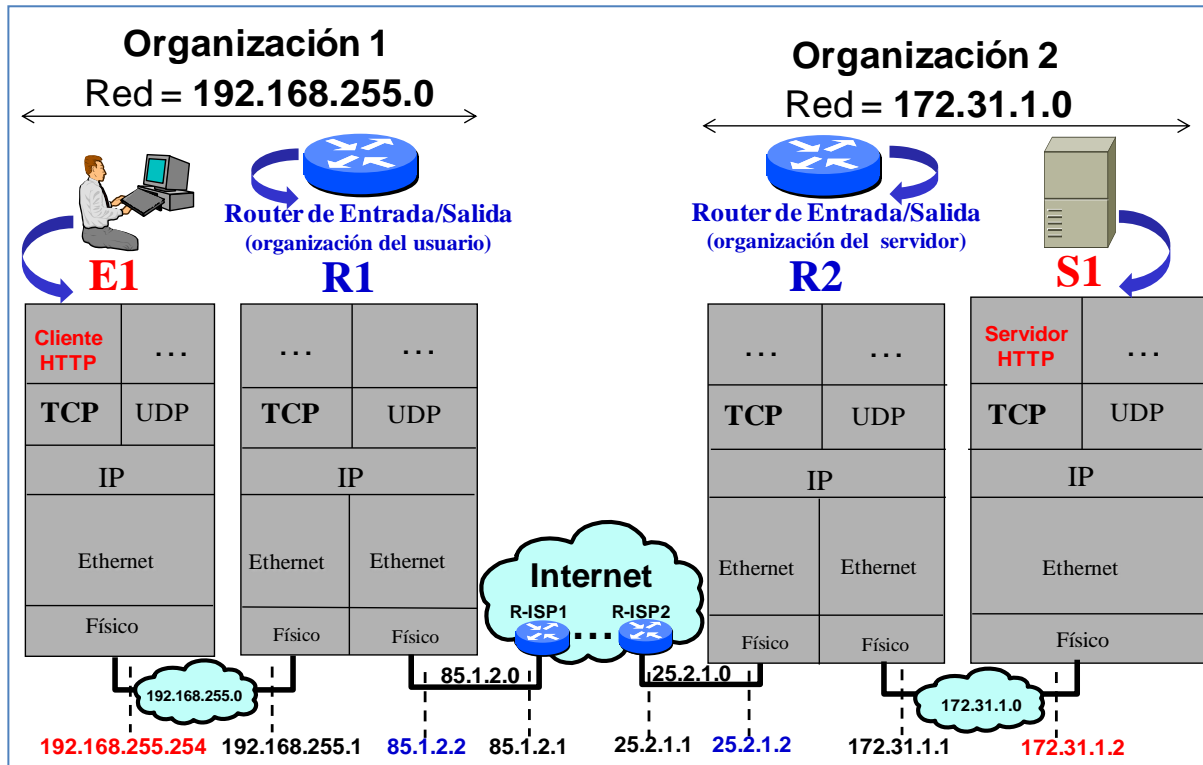 Organización 1
Red = 192.168.255.0
Organización 2
Red = 172.31.1.0
Router de Entrada/Salida
(organización del usuario)
Router de Entrada/Salida
(organización del servidor)
E1
R1
R2
S1
Cliente
HTTP
...
...
...
...
...
Servidor
HTTP
...
TCP
UDP
TCP
UDP
TCP
UDP
TCP
UDP
IP
IP
IP
IP
Ethernet
Ethernet
Ethernet
Ethernet
Ethernet
Ethernet
Internet
R-ISP1
R-ISP2
...
Físico
Físico
Físico
Físico
Físico
Físico
192.168.255.0
85.1.2.0
25.2.1.0
172.31.1.0
192.168.255.254
192.168.255.1
85.1.2.2
85.1.2.1
25.2.1.1
25.2.1.2
172.31.1.1
172.31.1.2